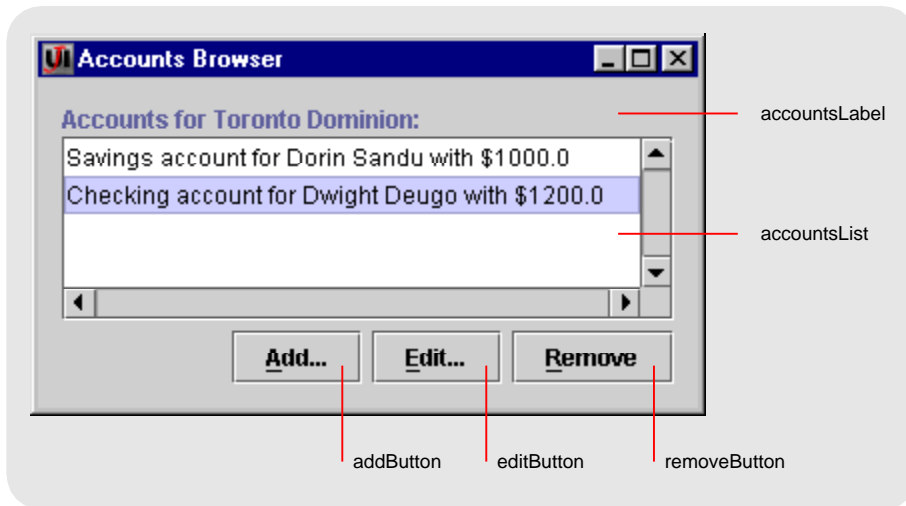 UI Accounts Browser
Accounts for Toronto Dominion:
accountsLabel
Savings account for Dorin Sandu with $1000.0
Checking account for Dwight Deugo with $1200.0
accountsList
Add... Edit... Remove
addButton editButton removeButton